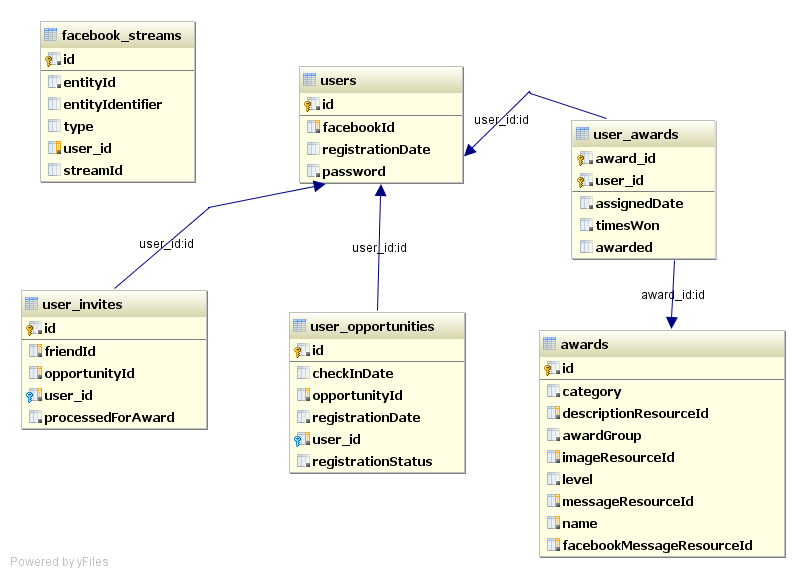 facebook_streams
id
entityId
entityIdentifier
type
user_id
streamId
users
id
facebookId
registrationDate
password
user_id:id
user_awards
award_id
user_id
assignedDate
timesWon
awarded
user_id:id
user_id:id
award_id:id
user_invites
id
friendId
opportunityId
user_id
processedForAward
user_opportunities
id
checkInDate
opportunityId
registrationDate
user_id
registrationStatus
awards
id
category
descriptionResourceId
awardGroup
imageResourceId
level
messageResourceId
name
facebookMessageResourceId
Powered by yFiles